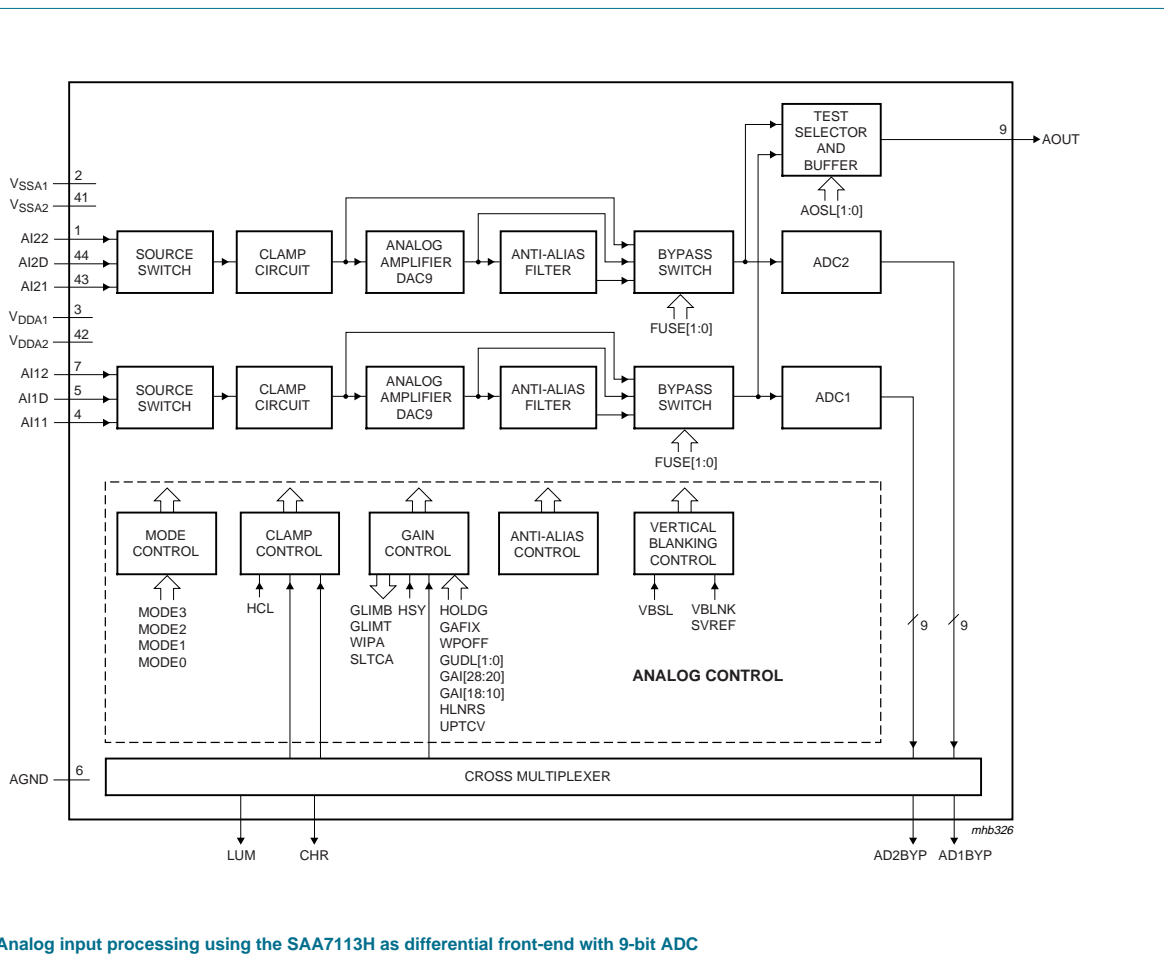 TEST
SELECTOR
AND
BUFFER
9
AOUT
AOSL[1:0]
VSSA1
2
VSSA2
41
AI22
1
AI2D
44
AI21
43
SOURCE
SWITCH
CLAMP
CIRCUIT
ANALOG
AMPLIFIER
DAC9
ANTI-ALIAS
FILTER
BYPASS
SWITCH
ADC2
FUSE[1:0]
VDDA1
3
VDDA2
42
AI12
7
AI1D
5
AI11
4
SOURCE
SWITCH
CLAMP
CIRCUIT
ANALOG
AMPLIFIER
DAC9
ANTI-ALIAS
FILTER
BYPASS
SWITCH
ADC1
FUSE[1:0]
MODE
CONTROL
CLAMP
CONTROL
GAIN
CONTROL
ANTI-ALIAS
CONTROL
VERTICAL
BLANKING
CONTROL
MODE3
MODE2
MODE1
MODE0
HCL
GLIMB
GLIMT
WIPA
SLTCA
HSY
HOLDG
GAFIX
WPOFF
GUDL[1:0]
GAI[28:20]
GAI[18:10]
HLNRS
UPTCV
VBSL
VBLNK
SVREF
9
9
ANALOG CONTROL
AGND
6
CROSS MULTIPLEXER
mhb326
LUM
CHR
AD2BYP
AD1BYP
Analog input processing using the SAA7113H as differential front-end with 9-bit ADC